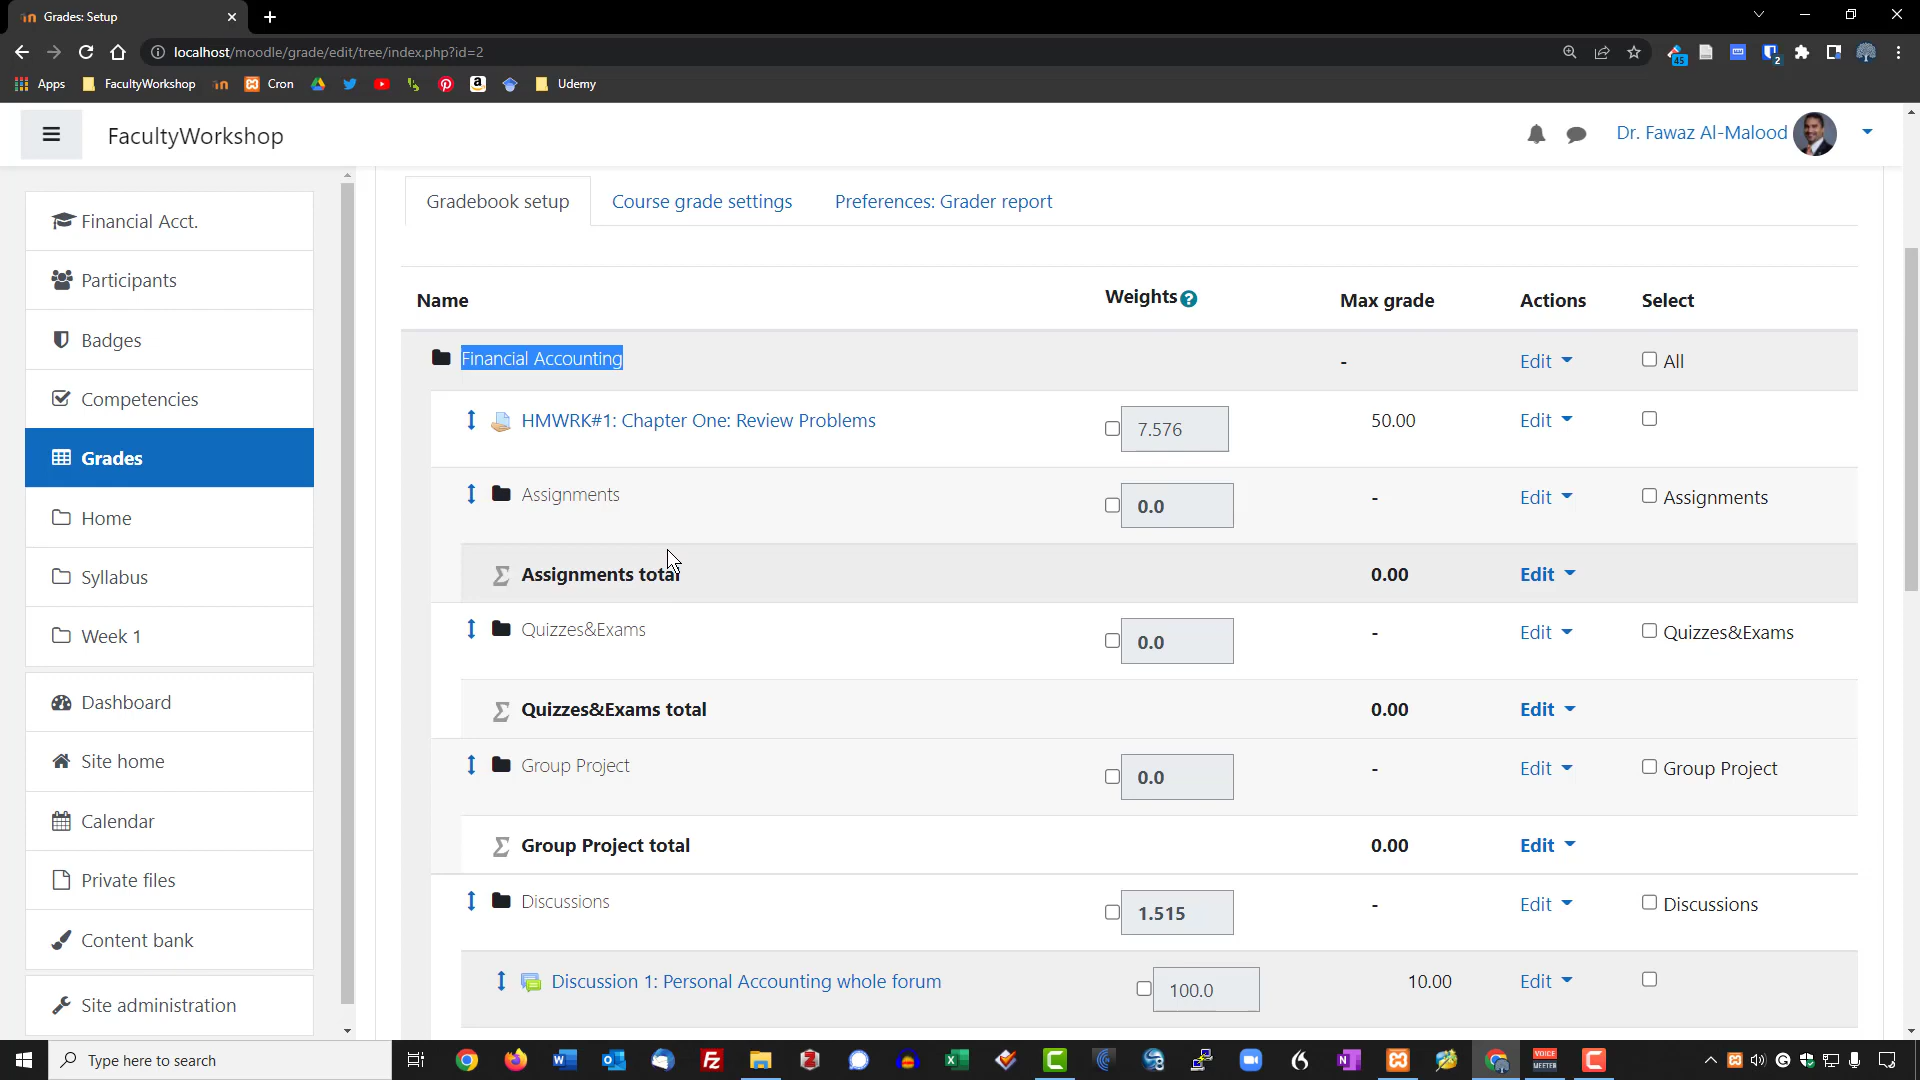 Grades: Setup
localhost/moodle/grade/edit/tree/index.php?id=2
45
2
Apps
FacultyWorkshop
Cron
Udemy
FacultyWorkshop
Dr. Fawaz Al-Malood
Financial Acct.
Participants
Badges
Competencies
Grades
Home
Syllabus
Week 1
Dashboard
Site home
Calendar
Private files
Content bank
Site administration
Gradebook setup Course grade settings Preferences: Grader report
Name Weights Max grade Actions Select
Financial Accounting - Edit All
HMWRK#1: Chapter One: Review Problems 7.576 50.00 Edit
Assignments 0.0 - Edit Assignments
Assignments total 0.00 Edit
Quizzes&Exams 0.0 - Edit Quizzes&Exams
Quizzes&Exams total 0.00 Edit
Group Project 0.0 - Edit Group Project
Group Project total 0.00 Edit
Discussions 1.515 - Edit Discussions
Discussion 1: Personal Accounting whole forum 100.0 10.00 Edit
Type here to search
VOICE
MEETER